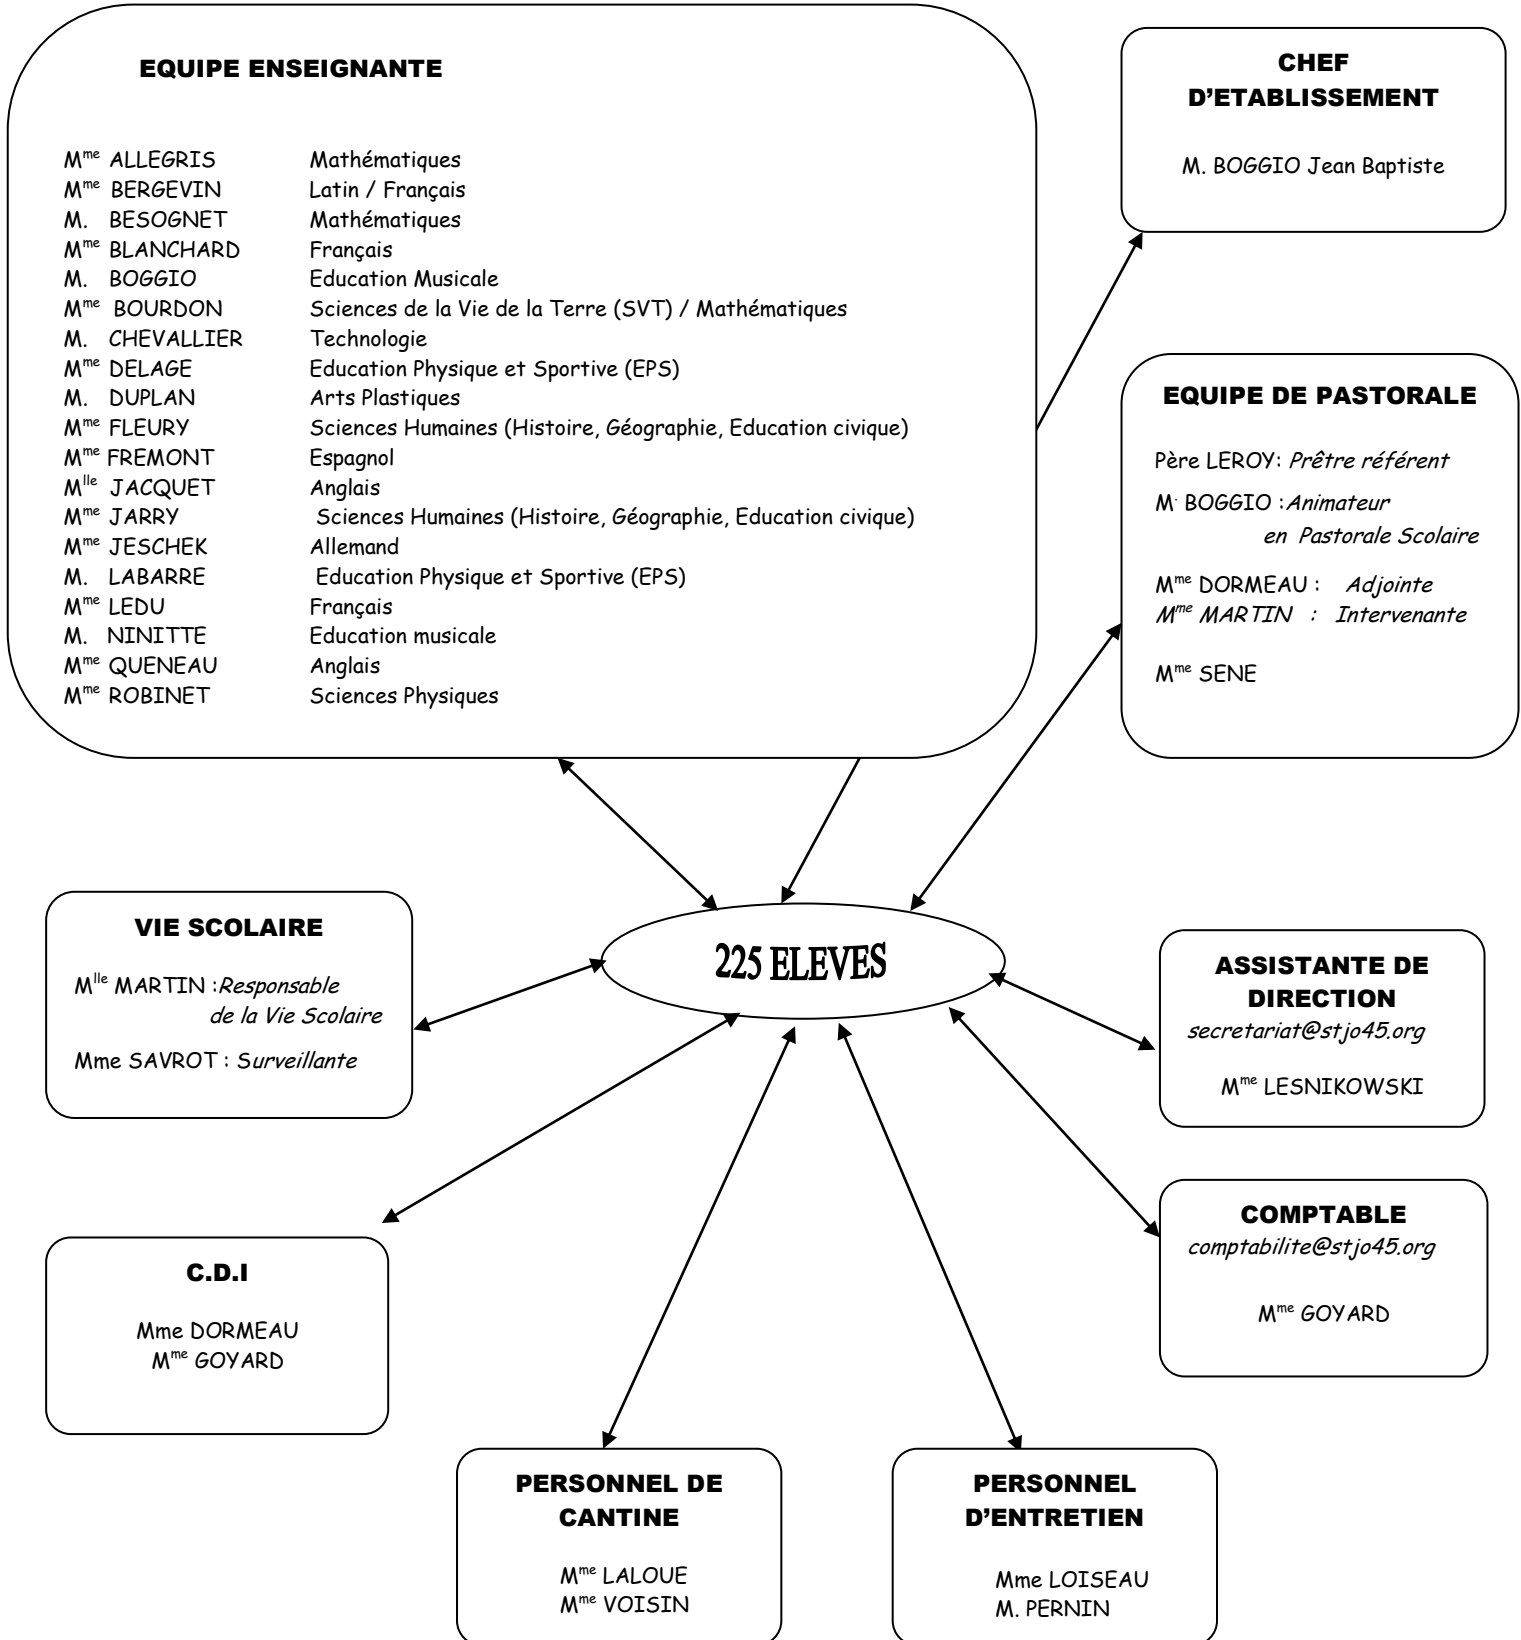 EQUIPE ENSEIGNANTE
Mme ALLEGRIS Mathématiques
Mme BERGEVIN Latin / Français
M. BESOGNET Mathématiques
Mme BLANCHARD Français
M. BOGGIO Education Musicale
Mme BOURDON Sciences de la Vie de la Terre (SVT) / Mathématiques
M. CHEVALLIER Technologie
Mme DELAGE Education Physique et Sportive (EPS)
M. DUPLAN Arts Plastiques
Mme FLEURY Sciences Humaines (Histoire, Géographie, Education civique)
Mme FREMONT Espagnol
Mlle JACQUET Anglais
Mme JARRY Sciences Humaines (Histoire, Géographie, Education civique)
Mme JESCHEK Allemand
M. LABARRE Education Physique et Sportive (EPS)
Mme LEDU Français
M. NINITTE Education musicale
Mme QUENEAU Anglais
Mme ROBINET Sciences Physiques
CHEF
D’ETABLISSEMENT
M. BOGGIO Jean Baptiste
EQUIPE DE PASTORALE
Père LEROY: Prêtre référent
M. BOGGIO :Animateur
en Pastorale Scolaire
Mme DORMEAU : Adjointe
Mme MARTIN : Intervenante
Mme SENE
225 ELEVES
VIE SCOLAIRE
Mlle MARTIN :Responsable
de la Vie Scolaire
Mme SAVROT : Surveillante
ASSISTANTE DE
DIRECTION
secretariat@stjo45.org
Mme LESNIKOWSKI
COMPTABLE
comptabilite@stjo45.org
Mme GOYARD
C.D.I
Mme DORMEAU
Mme GOYARD
PERSONNEL DE
CANTINE
Mme LALOUE
Mme VOISIN
PERSONNEL
D’ENTRETIEN
Mme LOISEAU
M. PERNIN